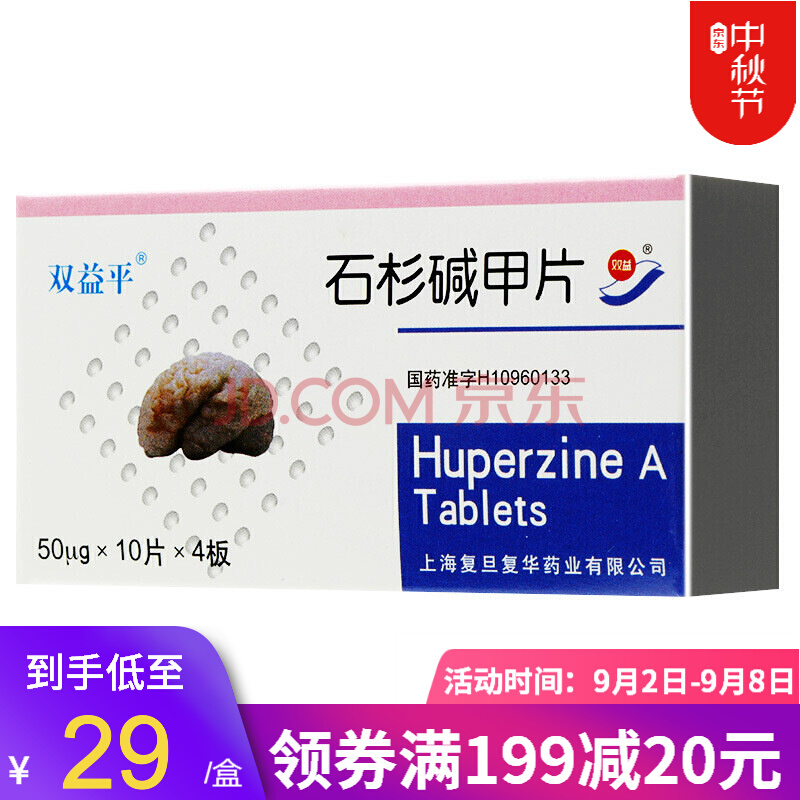 京东
中秋节
双益平®
石杉碱甲片
双益®
国药准字H10960133
JD.COM 京东
Huperzine A
Tablets
50μg × 10片 × 4板
上海复旦复华药业有限公司
到手低至
¥29/盒
活动时间：9月2日-9月8日
领券满199减20元